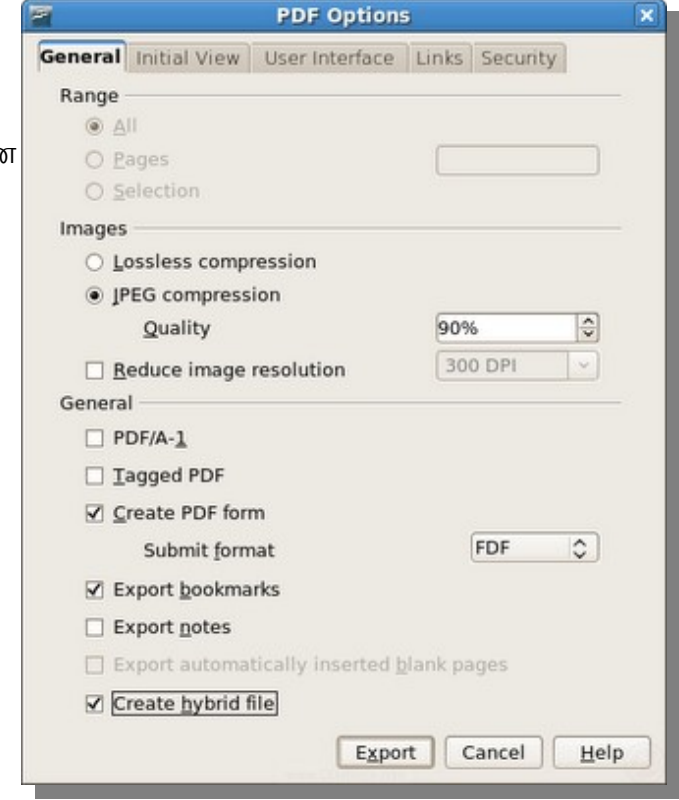 PDF Options
General Initial View User Interface Links Security
Range
All
Pages
Selection
Images
Lossless compression
JPEG compression
Quality 90%
Reduce image resolution 300 DPI
General
PDF/A-1
Tagged PDF
Create PDF form
Submit format FDF
Export bookmarks
Export notes
Export automatically inserted blank pages
Create hybrid file
Export Cancel Help